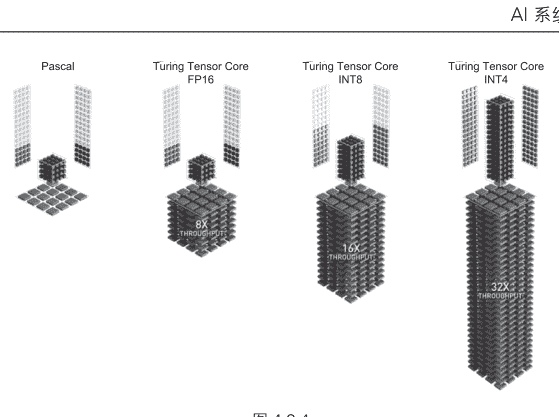 AI 系统
Pascal
Turing Tensor Core
FP16
Turing Tensor Core
INT8
Turing Tensor Core
INT4
8X
THROUGHPUT
16X
THROUGHPUT
32X
THROUGHPUT